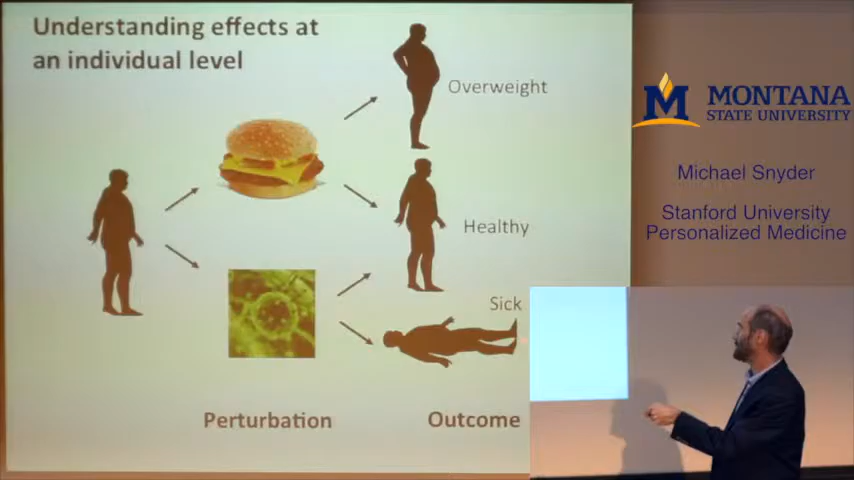 Understanding effects at
an individual level
Overweight
Healthy
Sick
Perturbation
Outcome
MONTANA
STATE UNIVERSITY
Michael Snyder
Stanford University
Personalized Medicine